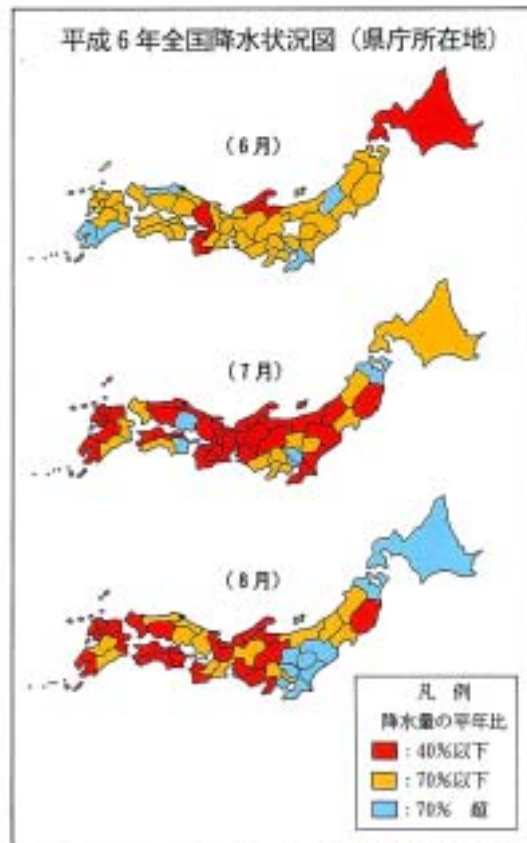 平成6年全国降水状況図（県庁所在地）
（6月）
（7月）
（8月）
凡 例
降水量の平年比
：40％以下
：70％以下
：70％ 超